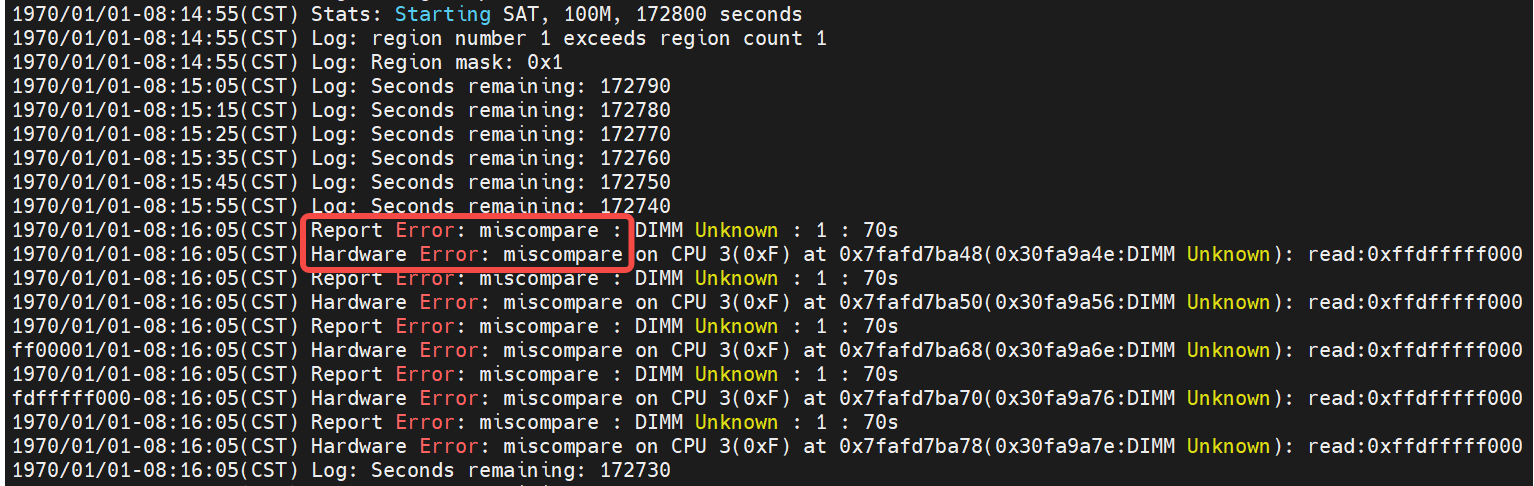 1970/01/01-08:14:55(CST) Stats: Starting SAT, 100M, 172800 seconds
1970/01/01-08:14:55(CST) Log: region number 1 exceeds region count 1
1970/01/01-08:14:55(CST) Log: Region mask: 0x1
1970/01/01-08:15:05(CST) Log: Seconds remaining: 172790
1970/01/01-08:15:15(CST) Log: Seconds remaining: 172780
1970/01/01-08:15:25(CST) Log: Seconds remaining: 172770
1970/01/01-08:15:35(CST) Log: Seconds remaining: 172760
1970/01/01-08:15:45(CST) Log: Seconds remaining: 172750
1970/01/01-08:15:55(CST) Log: Seconds remaining: 172740
1970/01/01-08:16:05(CST) Report Error: miscompare : DIMM Unknown : 1 : 70s
1970/01/01-08:16:05(CST) Hardware Error: miscompare on CPU 3(0xF) at 0x7fafd7ba48(0x30fa9a4e:DIMM Unknown): read:0xffdfffff000
1970/01/01-08:16:05(CST) Report Error: miscompare : DIMM Unknown : 1 : 70s
1970/01/01-08:16:05(CST) Hardware Error: miscompare on CPU 3(0xF) at 0x7fafd7ba50(0x30fa9a56:DIMM Unknown): read:0xffdfffff000
1970/01/01-08:16:05(CST) Report Error: miscompare : DIMM Unknown : 1 : 70s
ff00001/01-08:16:05(CST) Hardware Error: miscompare on CPU 3(0xF) at 0x7fafd7ba68(0x30fa9a6e:DIMM Unknown): read:0xffdfffff000
1970/01/01-08:16:05(CST) Report Error: miscompare : DIMM Unknown : 1 : 70s
fdfffff000-08:16:05(CST) Hardware Error: miscompare on CPU 3(0xF) at 0x7fafd7ba70(0x30fa9a76:DIMM Unknown): read:0xffdfffff000
1970/01/01-08:16:05(CST) Report Error: miscompare : DIMM Unknown : 1 : 70s
1970/01/01-08:16:05(CST) Hardware Error: miscompare on CPU 3(0xF) at 0x7fafd7ba78(0x30fa9a7e:DIMM Unknown): read:0xffdfffff000
1970/01/01-08:16:05(CST) Log: Seconds remaining: 172730